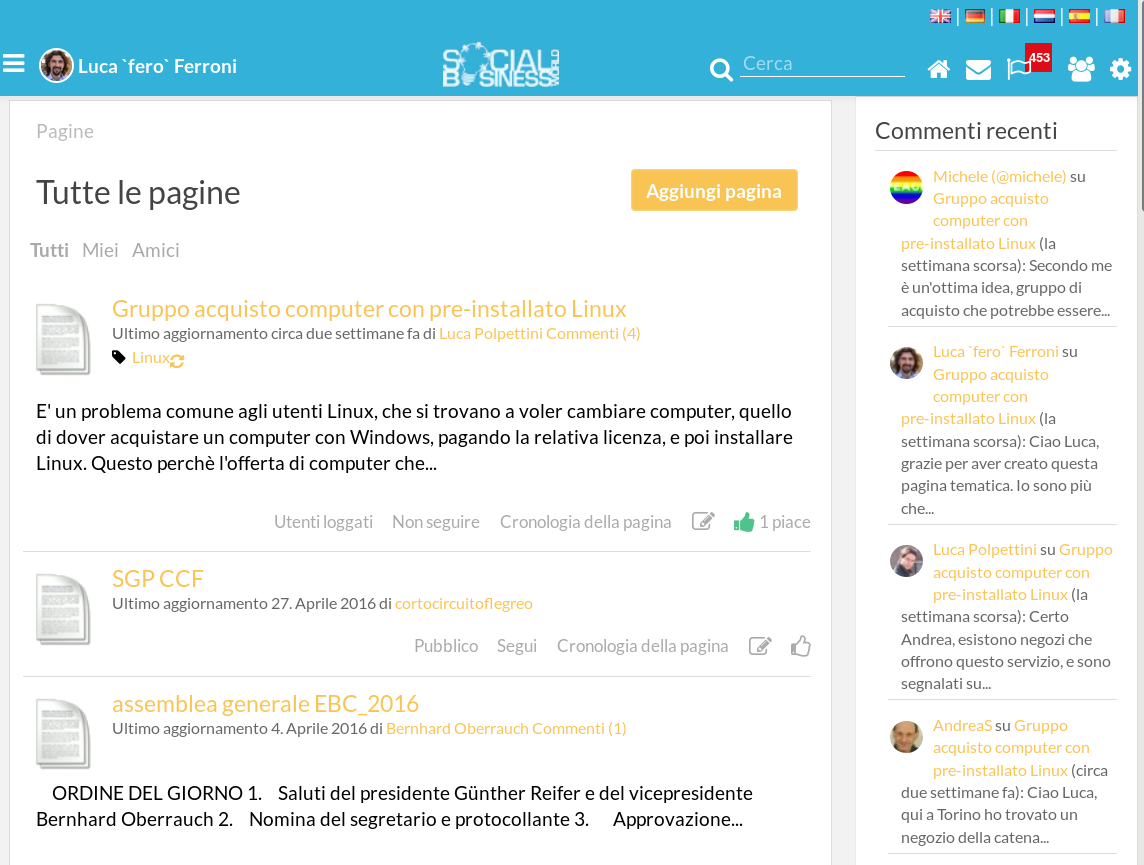 | | | | |
Luca `fero` Ferroni
SOCIAL
BUSINESS
WORLD
Cerca
453
Pagine
Tutte le pagine
Aggiungi pagina
Tutti Miei Amici
Gruppo acquisto computer con pre-installato Linux
Ultimo aggiornamento circa due settimane fa di Luca Polpettini Commenti (4)
Linux
E' un problema comune agli utenti Linux, che si trovano a voler cambiare computer, quello
di dover acquistare un computer con Windows, pagando la relativa licenza, e poi installare
Linux. Questo perchè l'offerta di computer che...
Utenti loggati Non seguire Cronologia della pagina 1 piace
SGP CCF
Ultimo aggiornamento 27. Aprile 2016 di cortocircuitoflegreo
Pubblico Segui Cronologia della pagina
assemblea generale EBC_2016
Ultimo aggiornamento 4. Aprile 2016 di Bernhard Oberrauch Commenti (1)
ORDINE DEL GIORNO 1. Saluti del presidente Günther Reifer e del vicepresidente
Bernhard Oberrauch 2. Nomina del segretario e protocollante 3. Approvazione...
Commenti recenti
EAG
Michele (@michele) su
Gruppo acquisto
computer con
pre-installato Linux (la
settimana scorsa): Secondo me
è un'ottima idea, gruppo di
acquisto che potrebbe essere...
Luca `fero` Ferroni su
Gruppo acquisto
computer con
pre-installato Linux (la
settimana scorsa): Ciao Luca,
grazie per aver creato questa
pagina tematica. Io sono più
che...
Luca Polpettini su Gruppo
acquisto computer con
pre-installato Linux (la
settimana scorsa): Certo
Andrea, esistono negozi che
offrono questo servizio, e sono
segnalati su...
AndreaS su Gruppo
acquisto computer con
pre-installato Linux (circa
due settimane fa): Ciao Luca,
qui a Torino ho trovato un
negozio della catena...